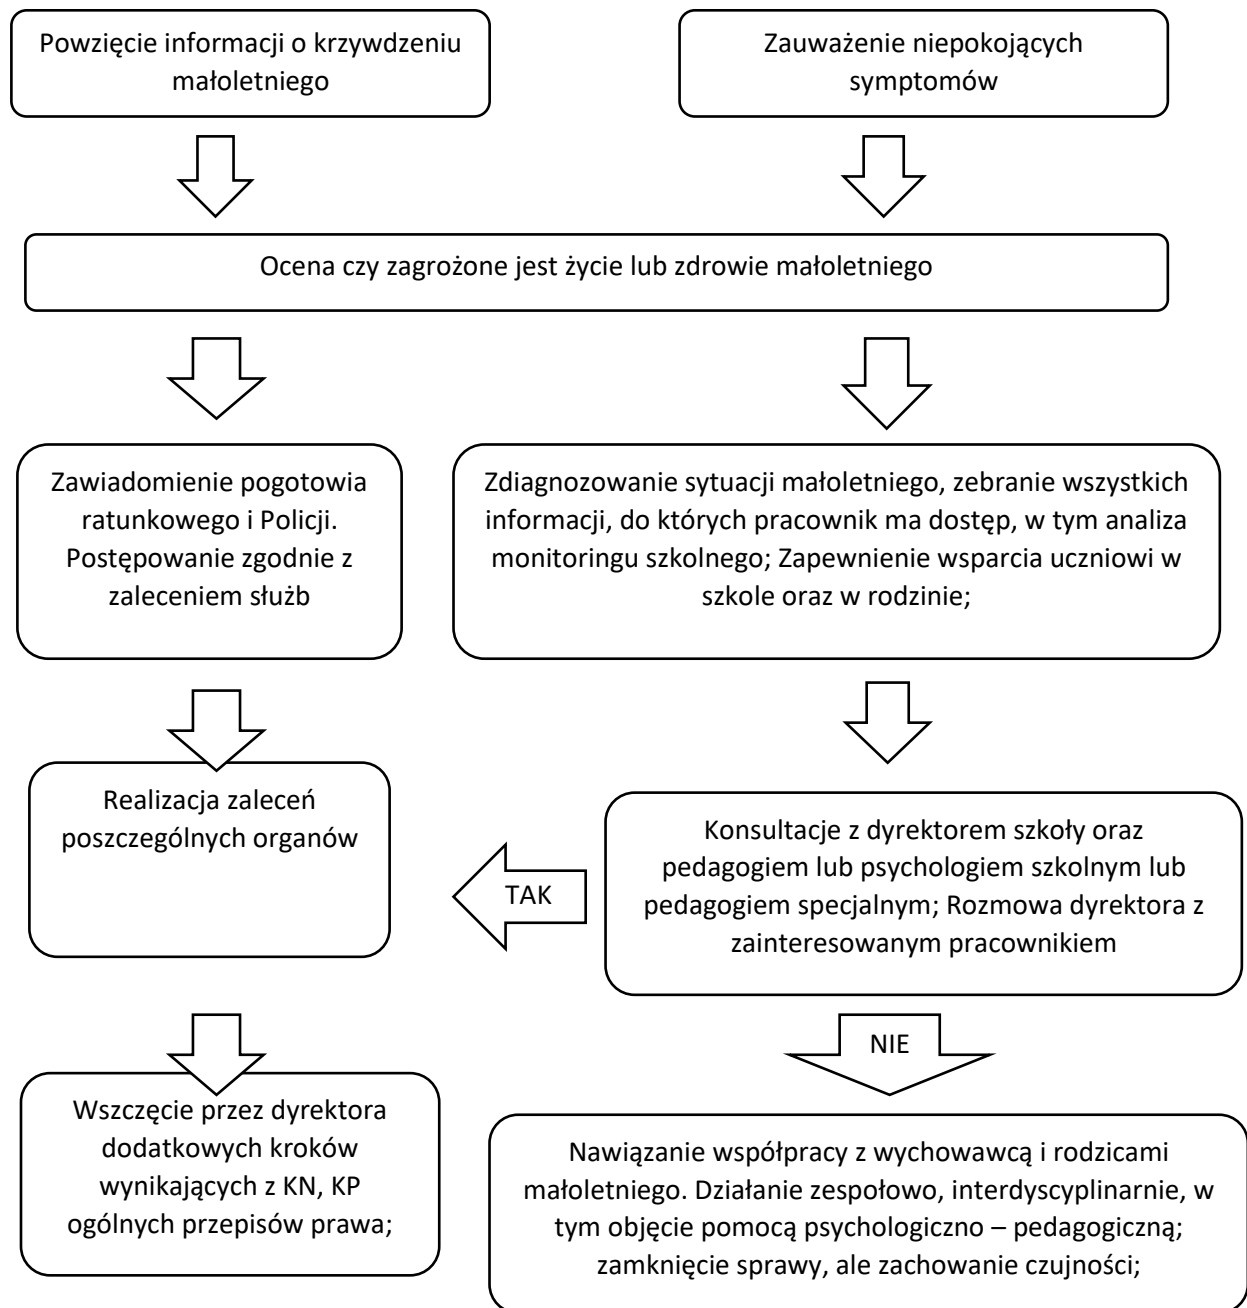 Powzięcie informacji o krzywdzeniu
małoletniego
Zauważenie niepokojących
symptomów
Ocena czy zagrożone jest życie lub zdrowie małoletniego
Zawiadomienie pogotowia
ratunkowego i Policji.
Postępowanie zgodnie z
zaleceniem służb
Zdiagnozowanie sytuacji małoletniego, zebranie wszystkich
informacji, do których pracownik ma dostęp, w tym analiza
monitoringu szkolnego; Zapewnienie wsparcia uczniowi w
szkole oraz w rodzinie;
Realizacja zaleceń
poszczególnych organów
TAK
Konsultacje z dyrektorem szkoły oraz
pedagogiem lub psychologiem szkolnym lub
pedagogiem specjalnym; Rozmowa dyrektora z
zainteresowanym pracownikiem
NIE
Wszczęcie przez dyrektora
dodatkowych kroków
wynikających z KN, KP
ogólnych przepisów prawa;
Nawiązanie współpracy z wychowawcą i rodzicami
małoletniego. Działanie zespołowo, interdyscyplinarnie, w
tym objęcie pomocą psychologiczno – pedagogiczną;
zamknięcie sprawy, ale zachowanie czujności;